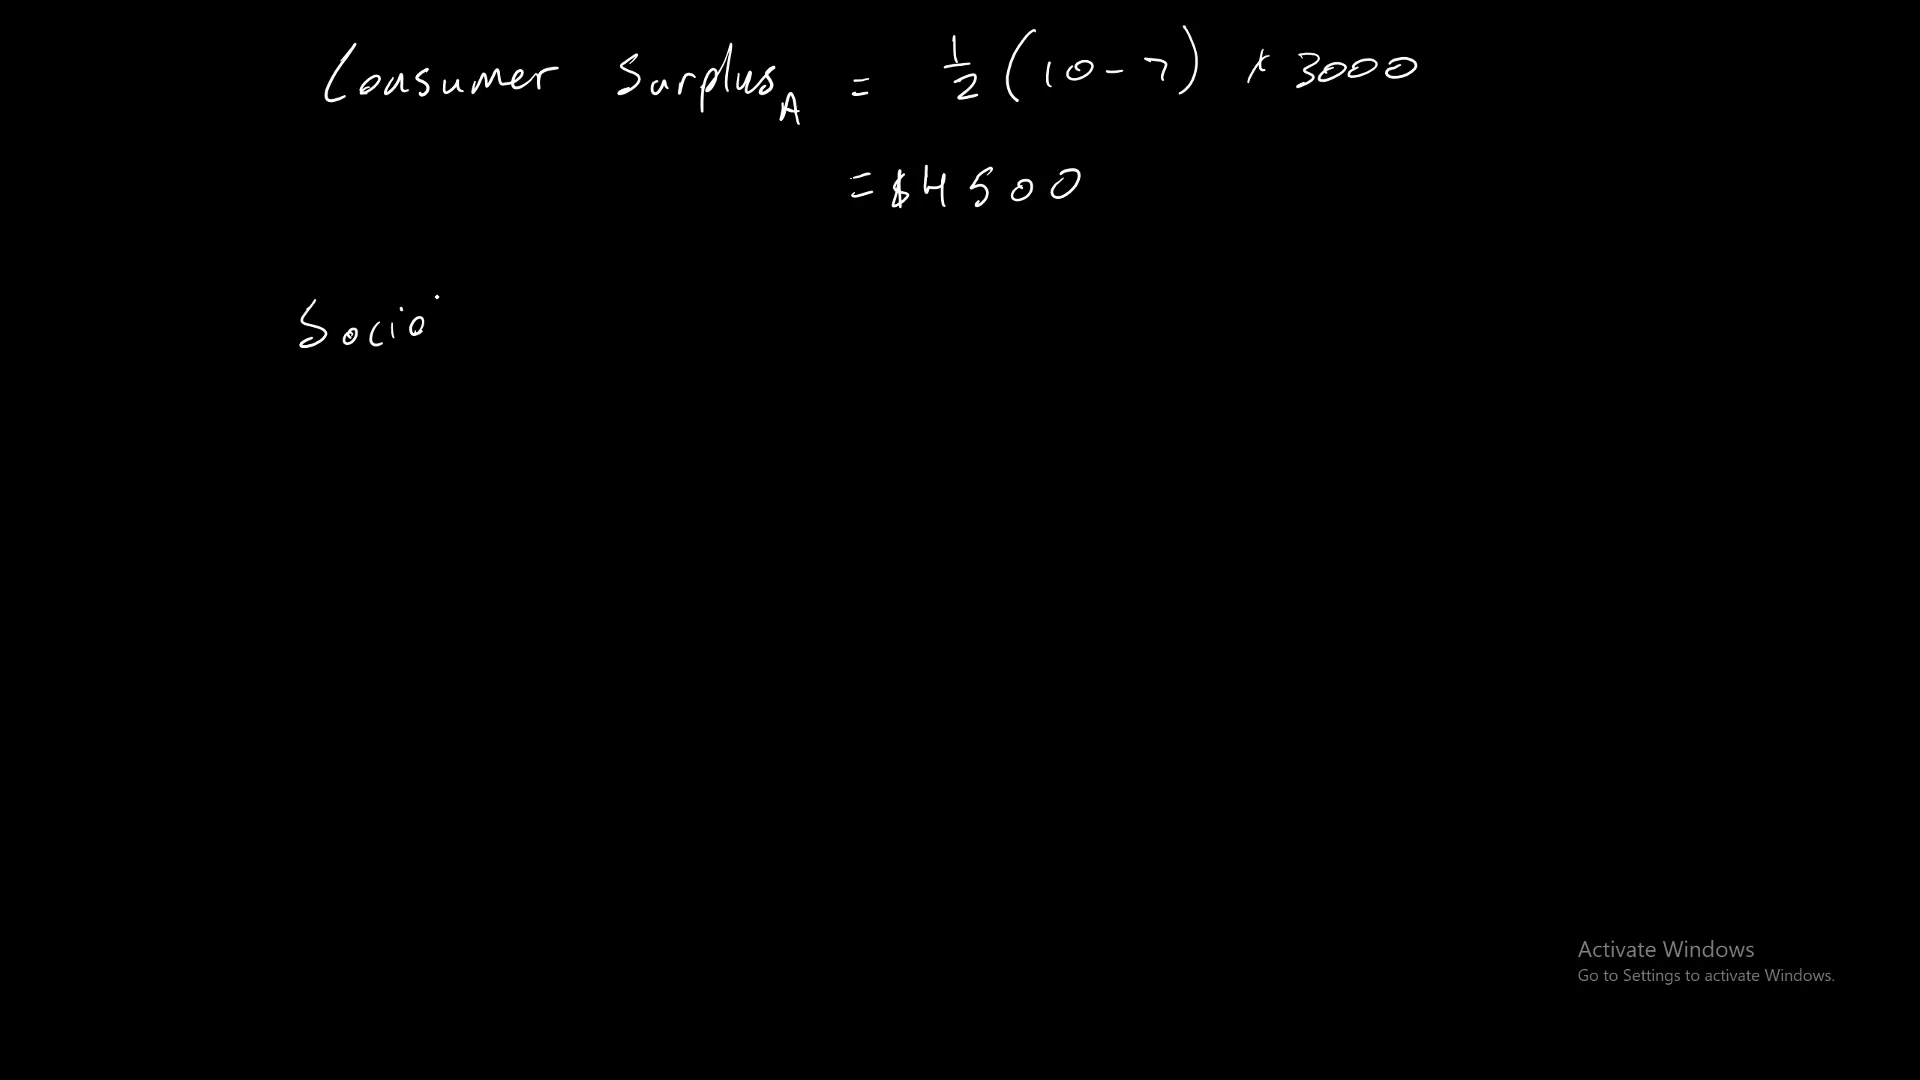 Consumer Surplus_A = 1/2 (10 - 7) × 3000
= $4500
Socio
Activate Windows
Go to Settings to activate Windows.